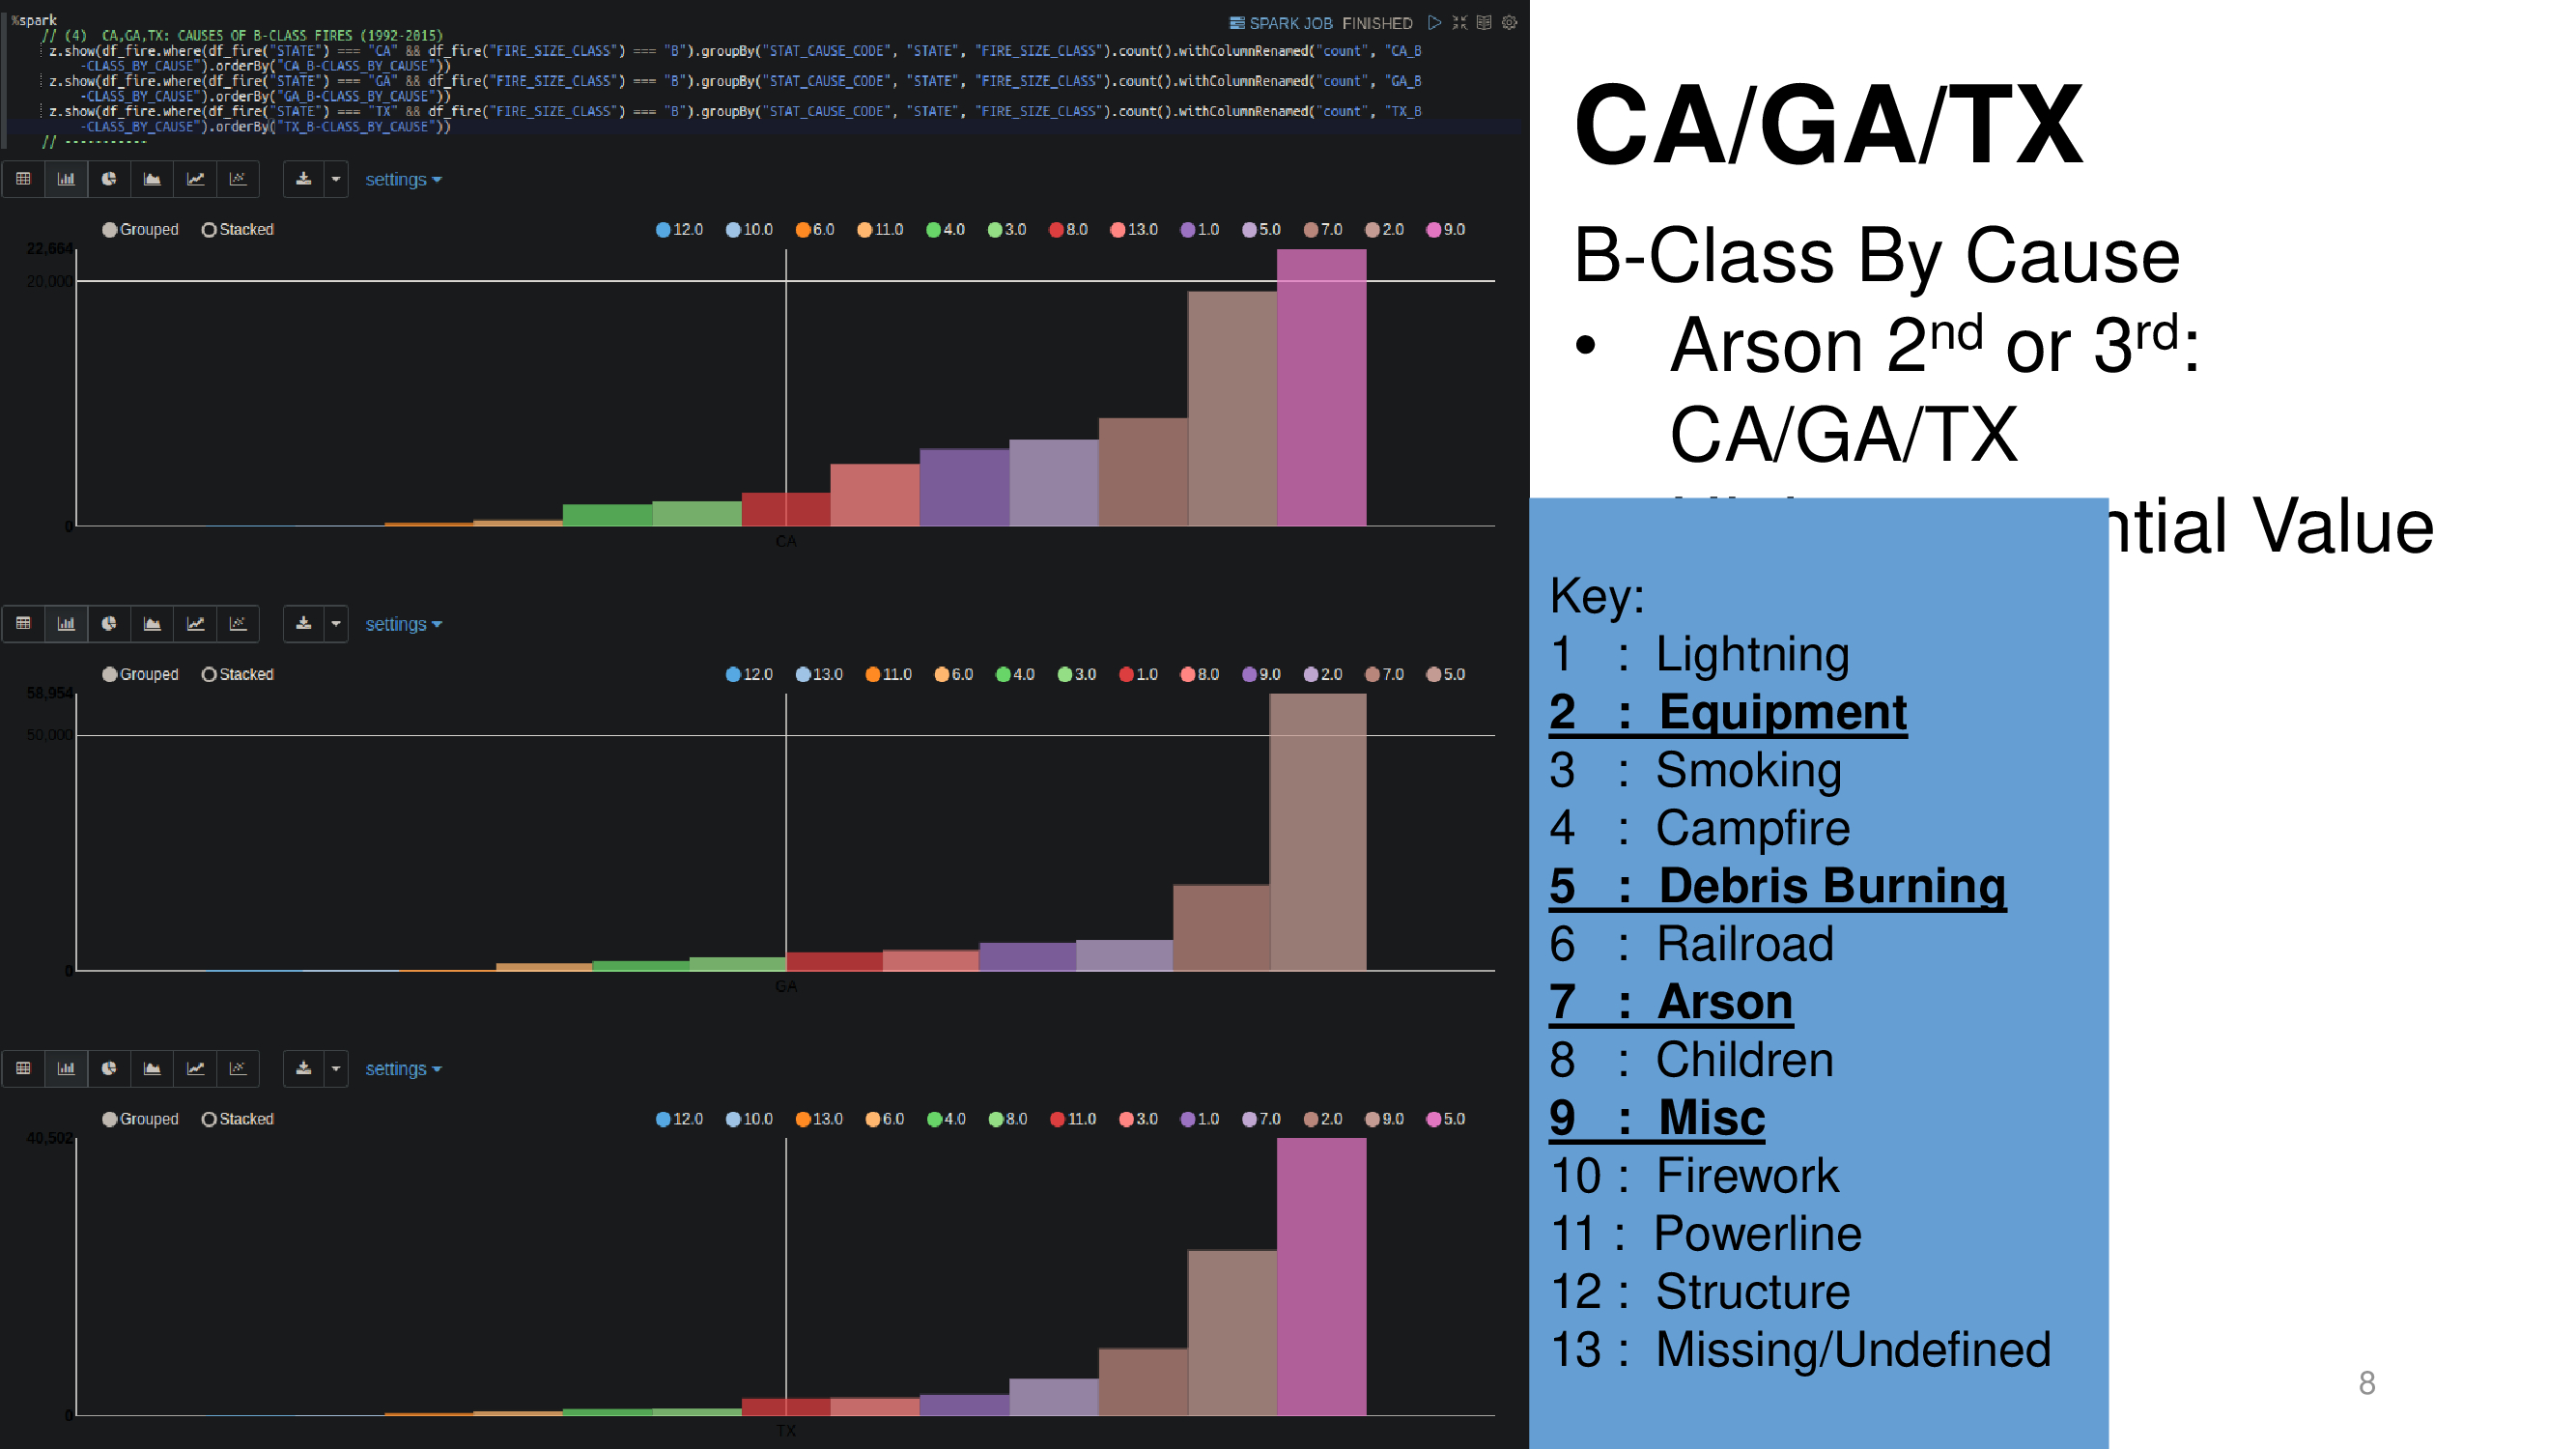 %spark
// (4) CA,GA,TX: CAUSES OF B-CLASS FIRES (1992-2015)
z.show(df_fire.where(df_fire("STATE") === "CA" && df_fire("FIRE_SIZE_CLASS") === "B").groupBy("STAT_CAUSE_CODE", "STATE", "FIRE_SIZE_CLASS").count().withColumnRenamed("count", "CA_B
-CLASS_BY_CAUSE").orderBy("CA_B-CLASS_BY_CAUSE"))
z.show(df_fire.where(df_fire("STATE") === "GA" && df_fire("FIRE_SIZE_CLASS") === "B").groupBy("STAT_CAUSE_CODE", "STATE", "FIRE_SIZE_CLASS").count().withColumnRenamed("count", "GA_B
-CLASS_BY_CAUSE").orderBy("GA_B-CLASS_BY_CAUSE"))
z.show(df_fire.where(df_fire("STATE") === "TX" && df_fire("FIRE_SIZE_CLASS") === "B").groupBy("STAT_CAUSE_CODE", "STATE", "FIRE_SIZE_CLASS").count().withColumnRenamed("count", "TX_B
-CLASS_BY_CAUSE").orderBy("TX_B-CLASS_BY_CAUSE"))
// -----------
SPARK JOB FINISHED
settings
Grouped Stacked 12.0 10.0 6.0 11.0 4.0 3.0 8.0 13.0 1.0 5.0 7.0 2.0 9.0
22,664
20,000
0
CA
settings
Grouped Stacked 12.0 13.0 11.0 6.0 4.0 3.0 1.0 8.0 9.0 2.0 7.0 5.0
58,954
50,000
0
GA
settings
Grouped Stacked 12.0 10.0 13.0 6.0 4.0 8.0 11.0 3.0 1.0 7.0 2.0 9.0 5.0
40,502
0
TX
CA/GA/TX
B-Class By Cause
• Arson 2nd or 3rd:
CA/GA/TX
Value
Key:
1 : Lightning
2 : Equipment
3 : Smoking
4 : Campfire
5 : Debris Burning
6 : Railroad
7 : Arson
8 : Children
9 : Misc
10 : Firework
11 : Powerline
12 : Structure
13 : Missing/Undefined
8